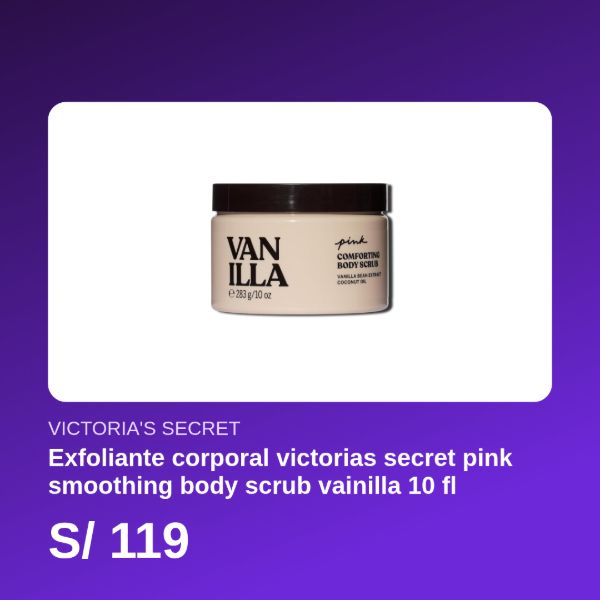 VAN
ILLA
℮ 283 g/10 oz
pink
COMFORTING
BODY SCRUB
VANILLA BEAN EXTRACT
COCONUT OIL
VICTORIA'S SECRET
Exfoliante corporal victorias secret pink
smoothing body scrub vainilla 10 fl
S/ 119